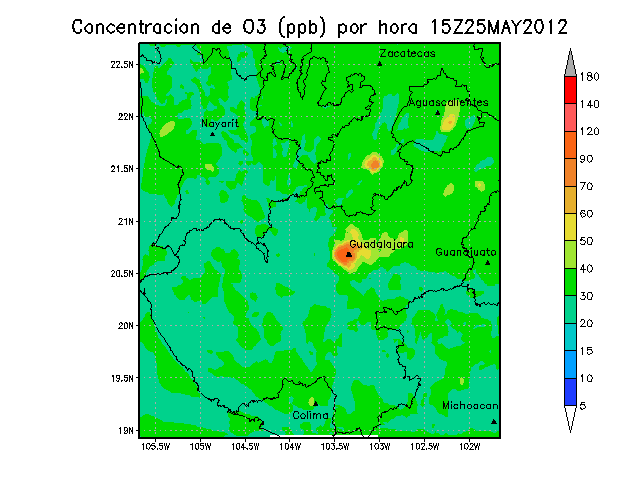 Concentracion de O3 (ppb) por hora 15Z25MAY2012
Zacatecas
22.5N
180
Aguascalientes
140
22N
Nayarit
120
21.5N
90
70
21N
60
Guadalajara
50
Guanajuato
40
20.5N
30
20N
20
15
19.5N
10
Michoacan
5
Colima
19N
105.5W 105W 104.5W 104W 103.5W 103W 102.5W 102W